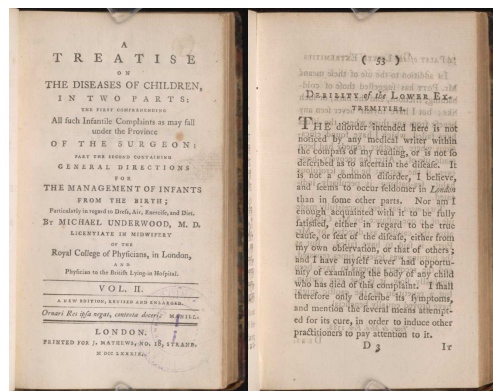 A
TREATISE
ON
THE DISEASES OF CHILDREN,
IN TWO PARTS:
THE FIRST COMPREHENDING
All such Infantile Complaints as may fall
under the Province
OF THE SURGEON:
PART THE SECOND CONTAINING
GENERAL DIRECTIONS
FOR
THE MANAGEMENT OF INFANTS
FROM THE BIRTH;
Particularly in regard to Dreſs, Air, Exerciſe, and Diet.
BY MICHAEL UNDERWOOD, M. D.
LICENTIATE IN MIDWIFERY
OF THE
Royal College of Phyſicians, in London,
AND
Phyſician to the Britiſh Lying-in Hoſpital.
VOL. II.
A NEW EDITION, REVISED AND ENLARGED.
Ornari Res ipſa negat, contenta doceri. MANILL.
LONDON.
PRINTED FOR J. MATHEWS, NO. 18, STRAND.
M DCC LXXXIX.
( 53 )
DEBILITY of the LOWER EX-
TREMITIES.
THE diſorder intended here is not
noticed by any medical writer within
the compaſs of my reading, or is not ſo
deſcribed as to aſcertain the diſeaſe. It
is not a common diſorder, I believe,
and ſeems to occur ſeldomer in London
than in ſome other parts. Nor am I
enough acquainted with it to be fully
ſatisfied, either in regard to the true
cauſe, or ſeat of the diſeaſe, either from
my own obſervation, or that of others;
and I have myſelf never had opportu-
nity of examining the body of any child
who has died of this complaint. I ſhall
therefore only deſcribe its ſymptoms,
and mention the ſeveral means attempt-
ed for its cure, in order to induce other
practitioners to pay attention to it.
D 3 IT